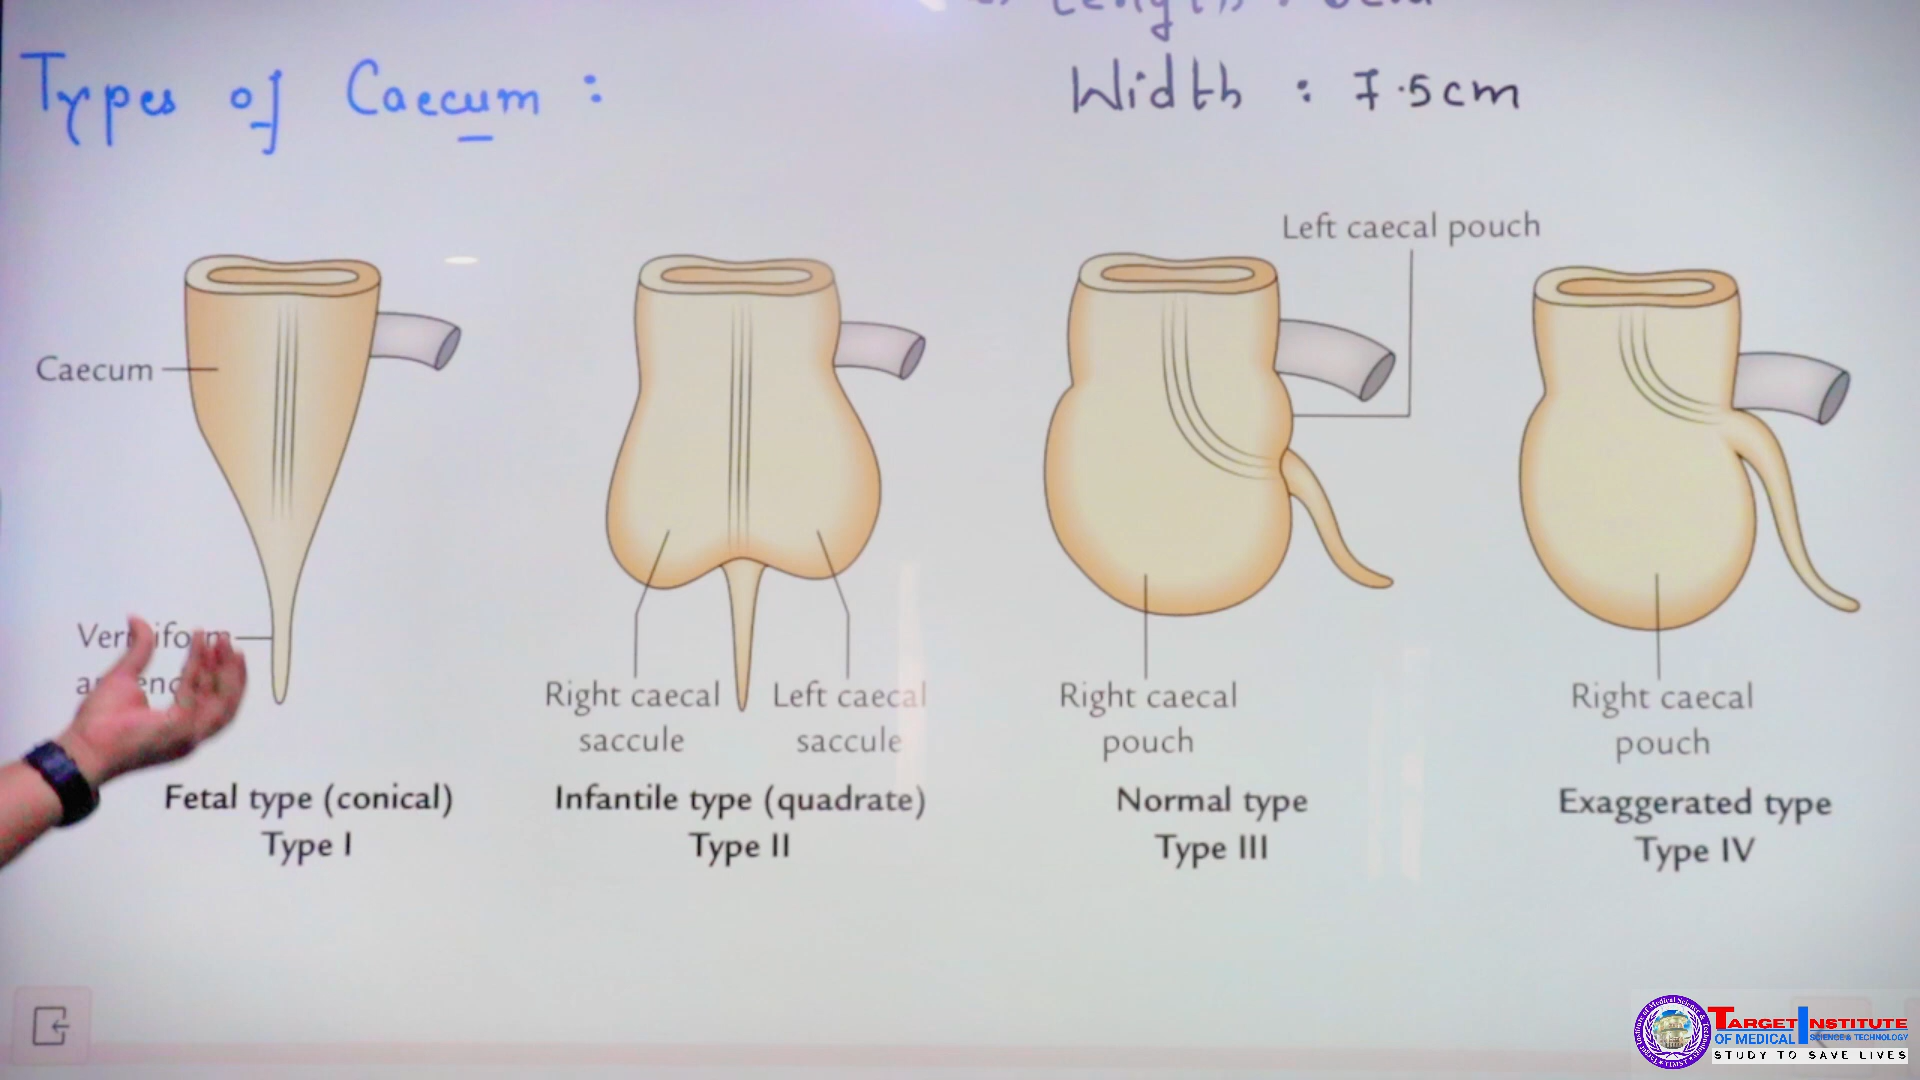 Types of Caecum :
Width : 7.5cm
Left caecal pouch
Caecum
Right caecal
saccule
Left caecal
saccule
Right caecal
pouch
Right caecal
pouch
Fetal type (conical)
Type I
Infantile type (quadrate)
Type II
Normal type
Type III
Exaggerated type
Type IV
TARGET INSTITUTE
OF MEDICAL SCIENCE & TECHNOLOGY
STUDY TO SAVE LIVES